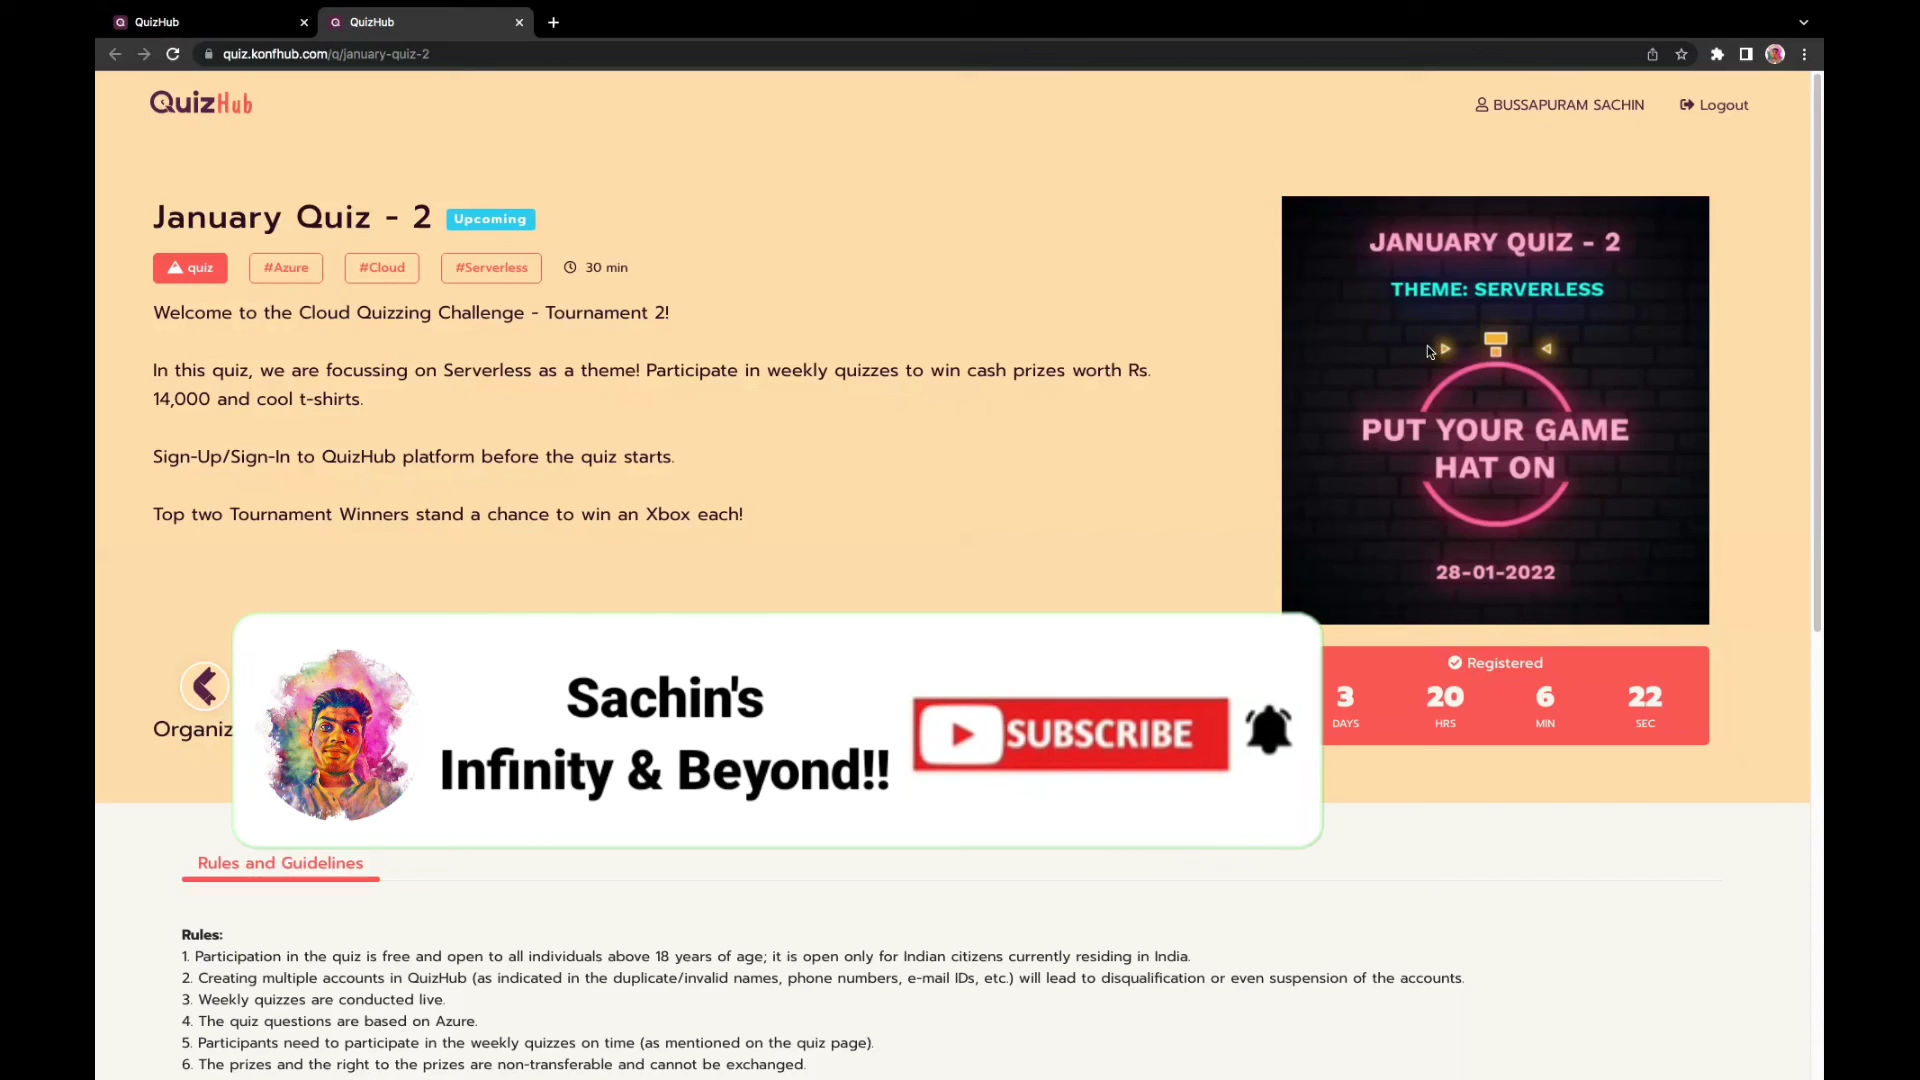 QuizHub
QuizHub
quiz.konfhub.com/q/january-quiz-2
QuizHub
BUSSAPURAM SACHIN
Logout
January Quiz - 2
Upcoming
quiz
#Azure
#Cloud
#Serverless
30 min
Welcome to the Cloud Quizzing Challenge - Tournament 2!
In this quiz, we are focussing on Serverless as a theme! Participate in weekly quizzes to win cash prizes worth Rs.
14,000 and cool t-shirts.
Sign-Up/Sign-In to QuizHub platform before the quiz starts.
Top two Tournament Winners stand a chance to win an Xbox each!
JANUARY QUIZ - 2
THEME: SERVERLESS
PUT YOUR GAME
HAT ON
28-01-2022
Registered
3 20 6 22
DAYS HRS MIN SEC
Organiz
Sachin's
Infinity & Beyond!!
SUBSCRIBE
Rules and Guidelines
Rules:
1. Participation in the quiz is free and open to all individuals above 18 years of age; it is open only for Indian citizens currently residing in India.
2. Creating multiple accounts in QuizHub (as indicated in the duplicate/invalid names, phone numbers, e-mail IDs, etc.) will lead to disqualification or even suspension of the accounts.
3. Weekly quizzes are conducted live.
4. The quiz questions are based on Azure.
5. Participants need to participate in the weekly quizzes on time (as mentioned on the quiz page).
6. The prizes and the right to the prizes are non-transferable and cannot be exchanged.